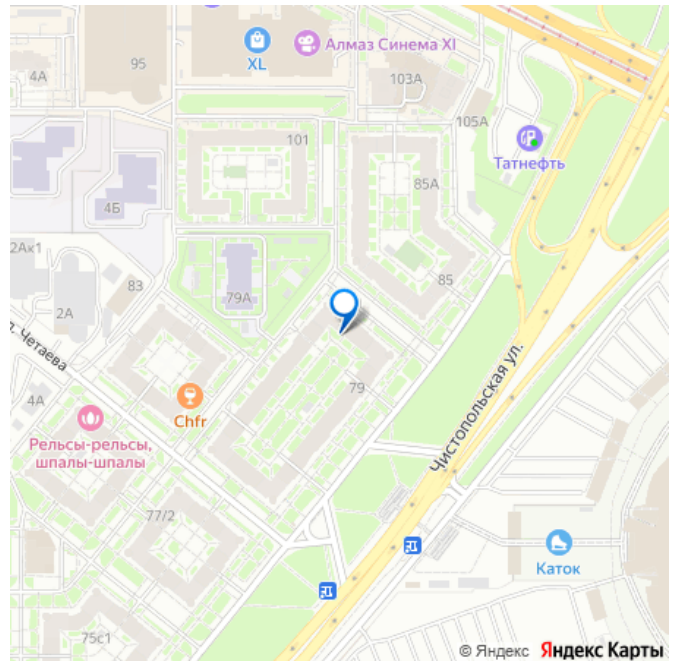 95
4А
XL
Алмаз Синема XI
103А
105А
Татнефть
101
85А
4Б
2Ак1
83
79А
85
2А
л. Четаева
4А
Chfr
79
Рельсы-рельсы,
шпалы-шпалы
Чистопольская ул.
77/2
Каток
75с1
© Яндекс Яндекс Карты